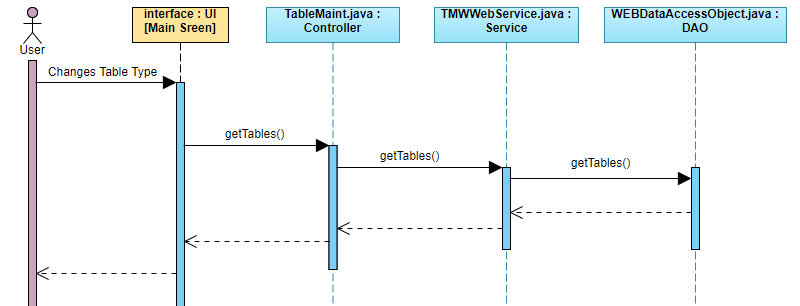 interface : UI
[Main Sreen]
TableMaint.java :
Controller
TMWWebService.java :
Service
WEBDataAccessObject.java :
DAO
User
Changes Table Type
getTables()
getTables()
getTables()